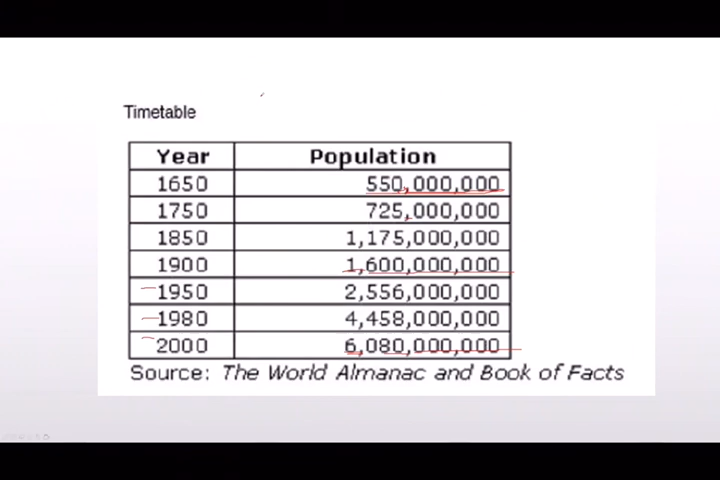 Timetable
Year Population
1650 550,000,000
1750 725,000,000
1850 1,175,000,000
1900 1,600,000,000
1950 2,556,000,000
1980 4,458,000,000
2000 6,080,000,000
Source: The World Almanac and Book of Facts